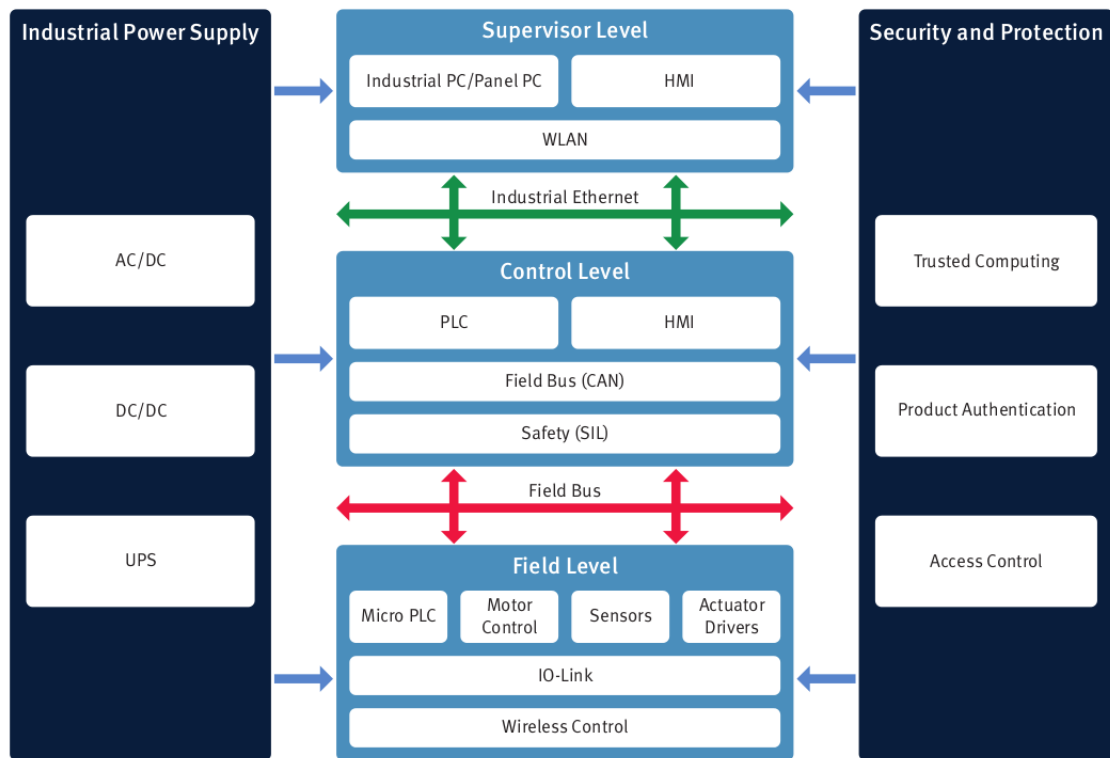 Industrial Power Supply
AC/DC
DC/DC
UPS
Supervisor Level
Industrial PC/Panel PC
HMI
WLAN
Industrial Ethernet
Control Level
PLC
HMI
Field Bus (CAN)
Safety (SIL)
Field Bus
Field Level
Micro PLC
Motor
Control
Sensors
Actuator
Drivers
IO-Link
Wireless Control
Security and Protection
Trusted Computing
Product Authentication
Access Control